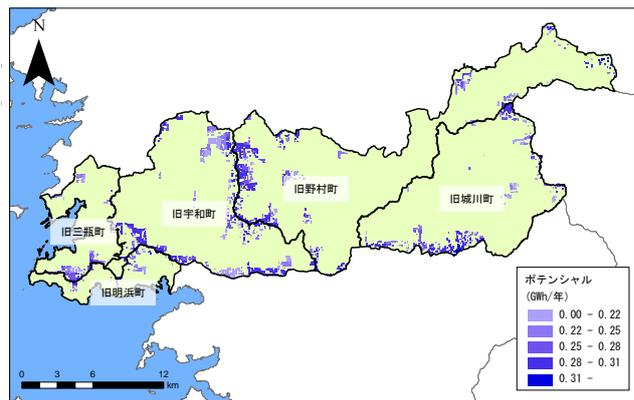 N
旧三瓶町
旧宇和町
旧野村町
旧城川町
旧明浜町
ポテンシャル
(GWh/年)
0.00 - 0.22
0.22 - 0.25
0.25 - 0.28
0.28 - 0.31
0.31 -
0 3 6 12
km